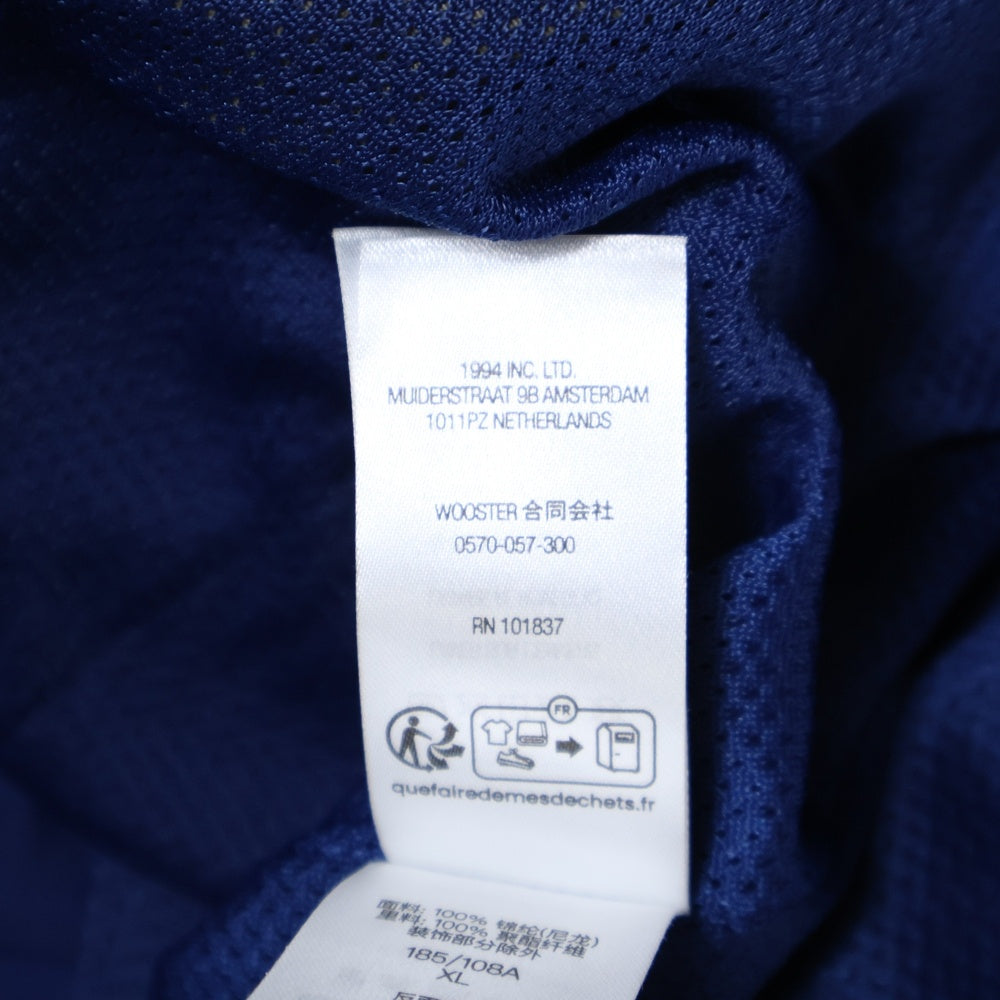 1994 INC. LTD.
MUIDERSTRAAT 9B AMSTERDAM
1011PZ NETHERLANDS
WOOSTER 合同会社
0570-057-300
RN 101837
FR
quefairedemesdechets.fr
面料: 100% 锦纶(尼龙)
里料: 100% 聚酯纤维
装饰部分除外
185/108A
XL